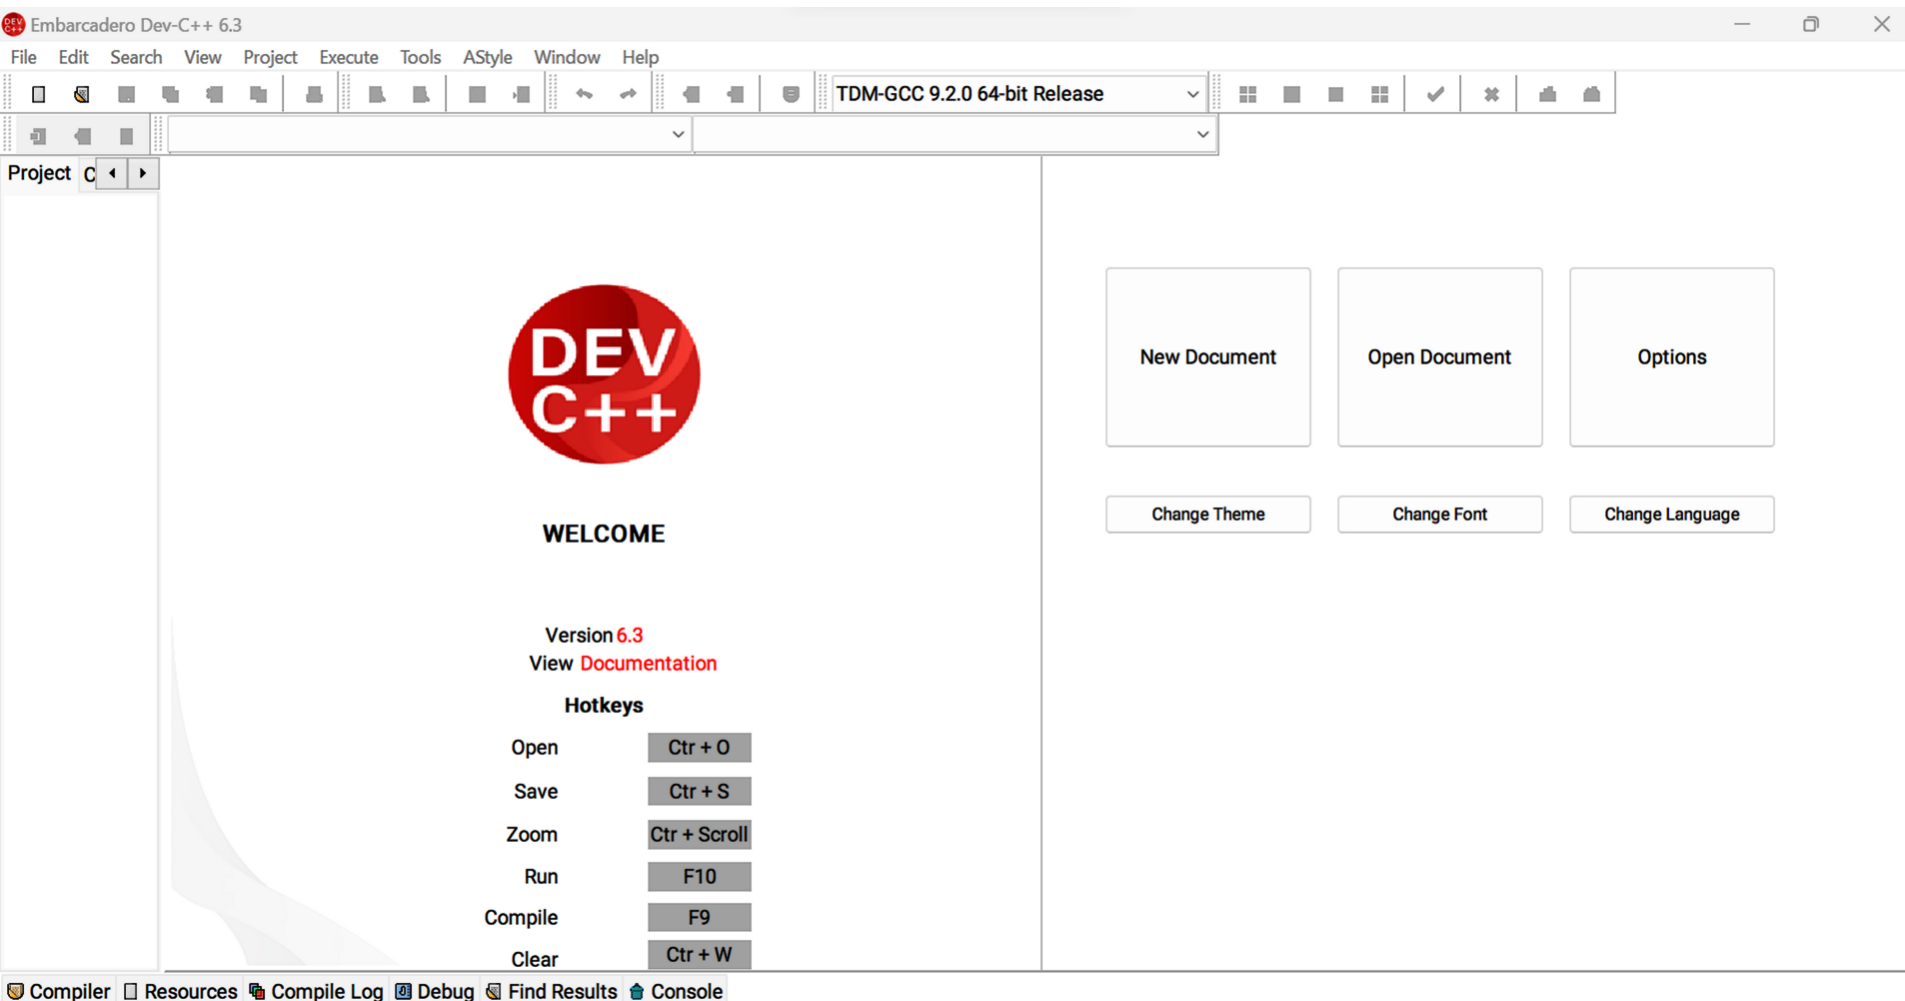 Embarcadero Dev-C++ 6.3
File Edit Search View Project Execute Tools AStyle Window Help
TDM-GCC 9.2.0 64-bit Release
Project C
DEV
C++
WELCOME
Version 6.3
View Documentation
Hotkeys
Open Ctr + O
Save Ctr + S
Zoom Ctr + Scroll
Run F10
Compile F9
Clear Ctr + W
New Document Open Document Options
Change Theme Change Font Change Language
Compiler Resources Compile Log Debug Find Results Console